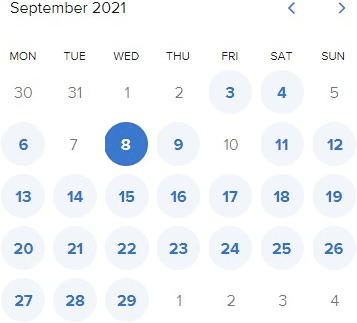 September 2021
MON TUE WED THU FRI SAT SUN
30 31 1 2 3 4 5
6 7 8 9 10 11 12
13 14 15 16 17 18 19
20 21 22 23 24 25 26
27 28 29 1 2 3 4